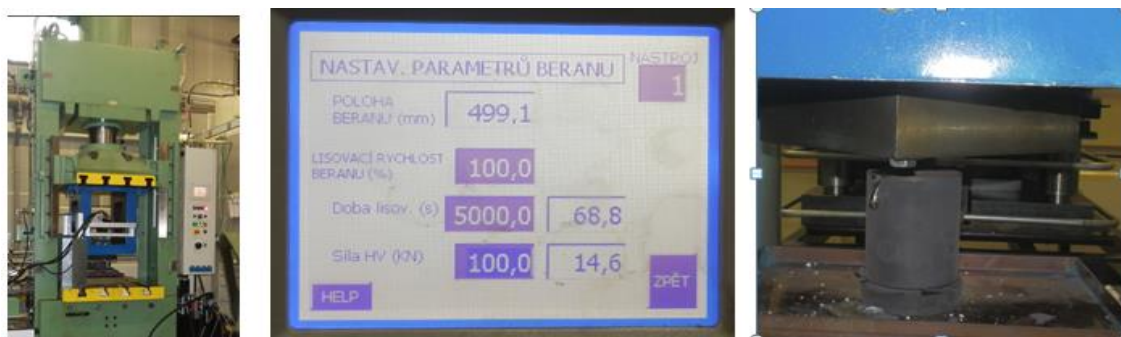 NASTAV. PARAMETRŮ BERANU
NÁSTROJ
1
POLOHA
BERANU (mm) 499,1
LISOVACÍ RYCHLOST
BERANU (%) 100,0
Doba lisov. (s) 5000,0 68,8
Síla HV (KN) 100,0 14,6
HELP
ZPĚT